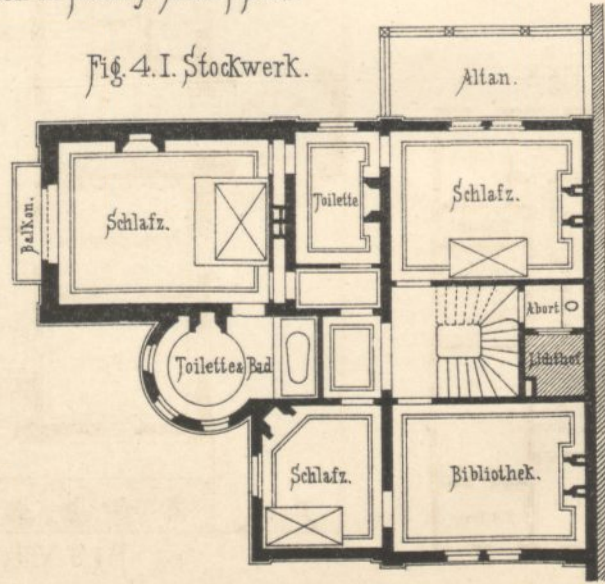 Fig. 4. I. Stockwerk.
Altan.
Balkon.
Schlafz.
Toilette
Schlafz.
Abort
Lichthof
Toilette & Bad
Schlafz.
Bibliothek.